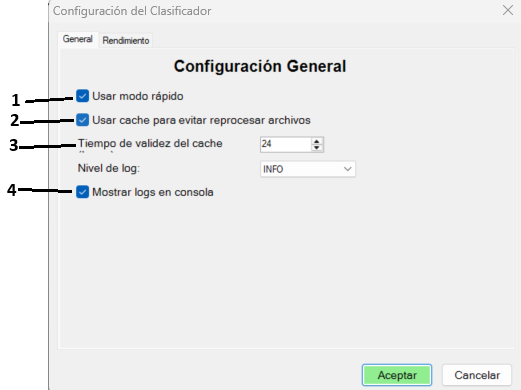 Configuración del Clasificador
General Rendimiento
Configuración General
1 Usar modo rápido
2 Usar cache para evitar reprocesar archivos
3 Tiempo de validez del cache 24
Nivel de log: INFO
4 Mostrar logs en consola
Aceptar Cancelar